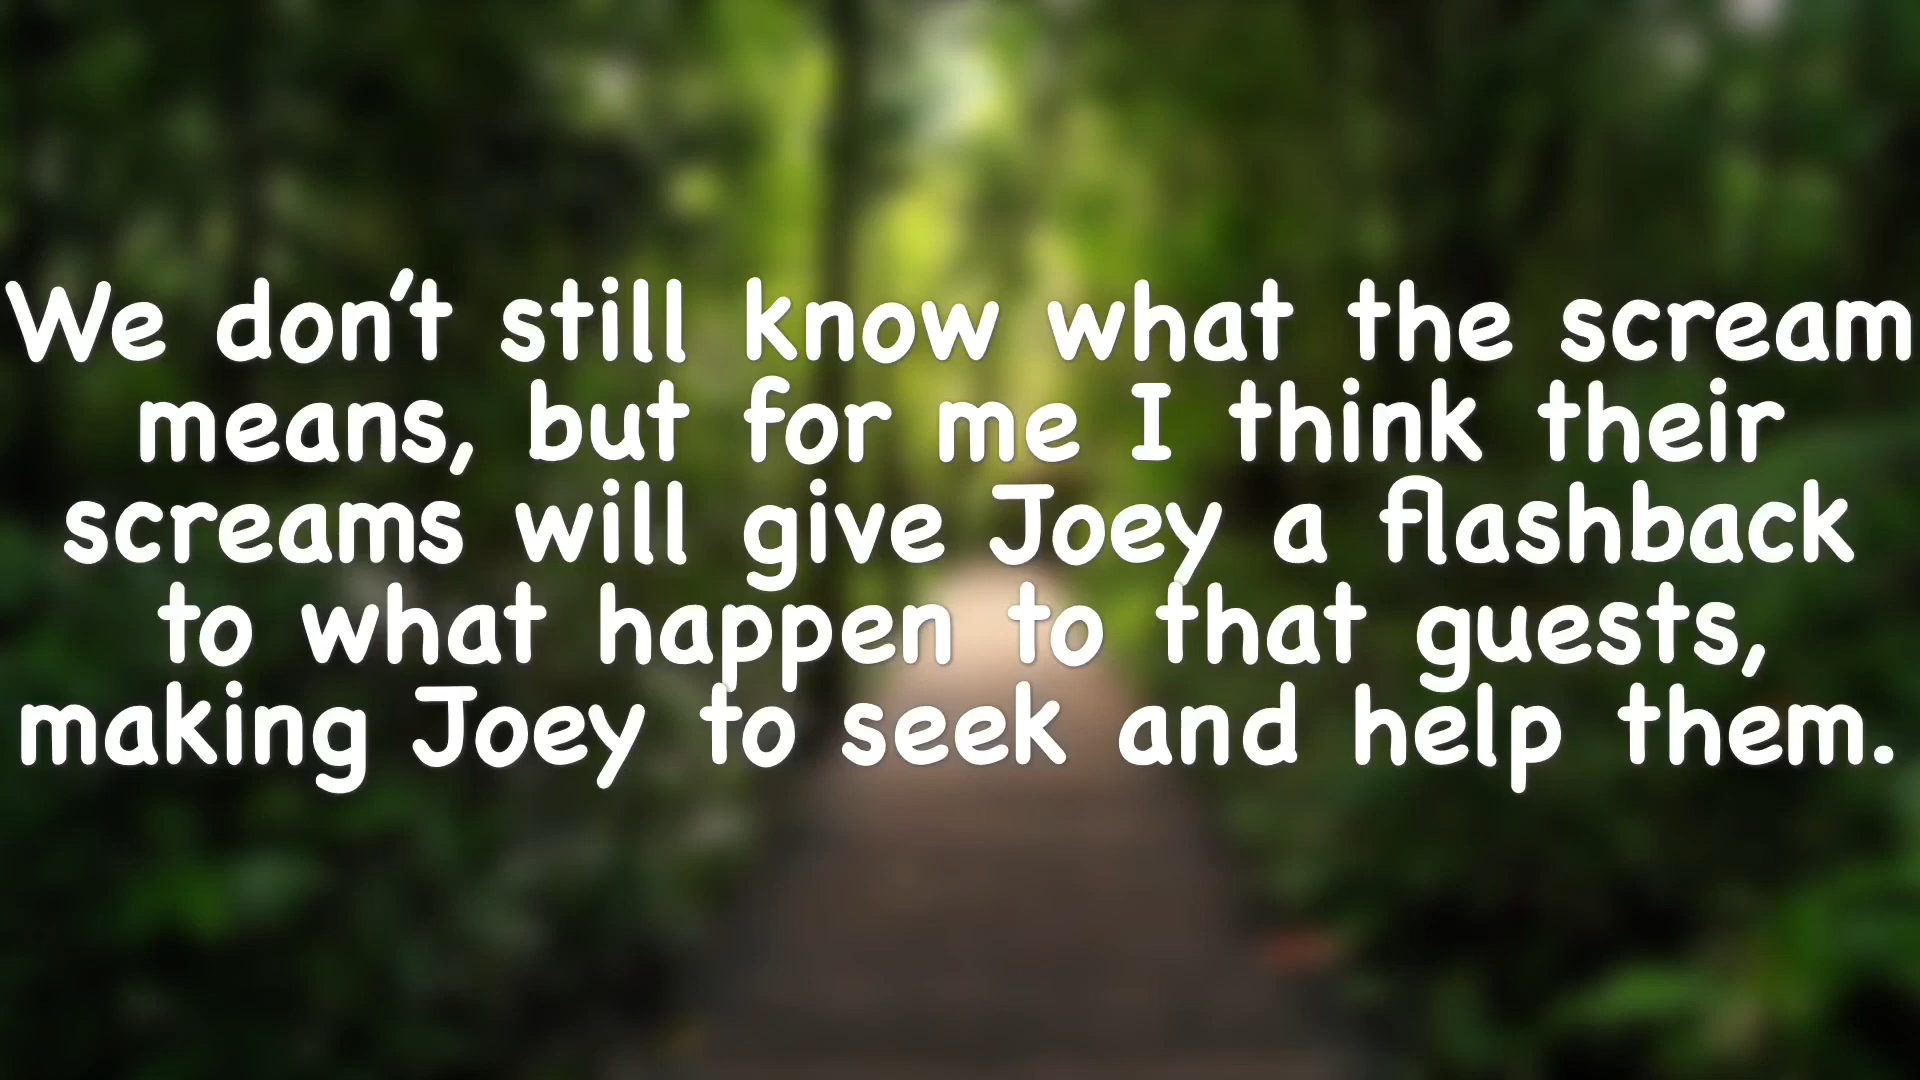 We don't still know what the scream
means, but for me I think their
screams will give Joey a flashback
to what happen to that guests,
making Joey to seek and help them.